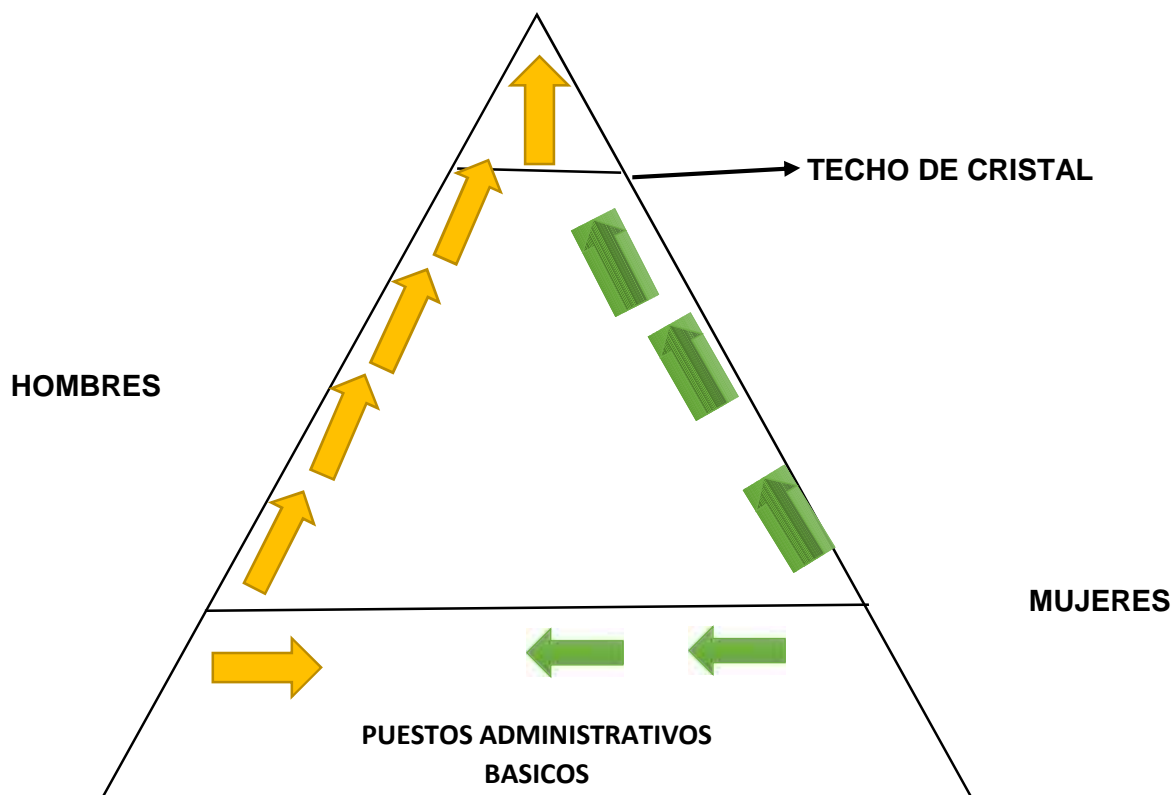 TECHO DE CRISTAL
HOMBRES
MUJERES
PUESTOS ADMINISTRATIVOS
BASICOS